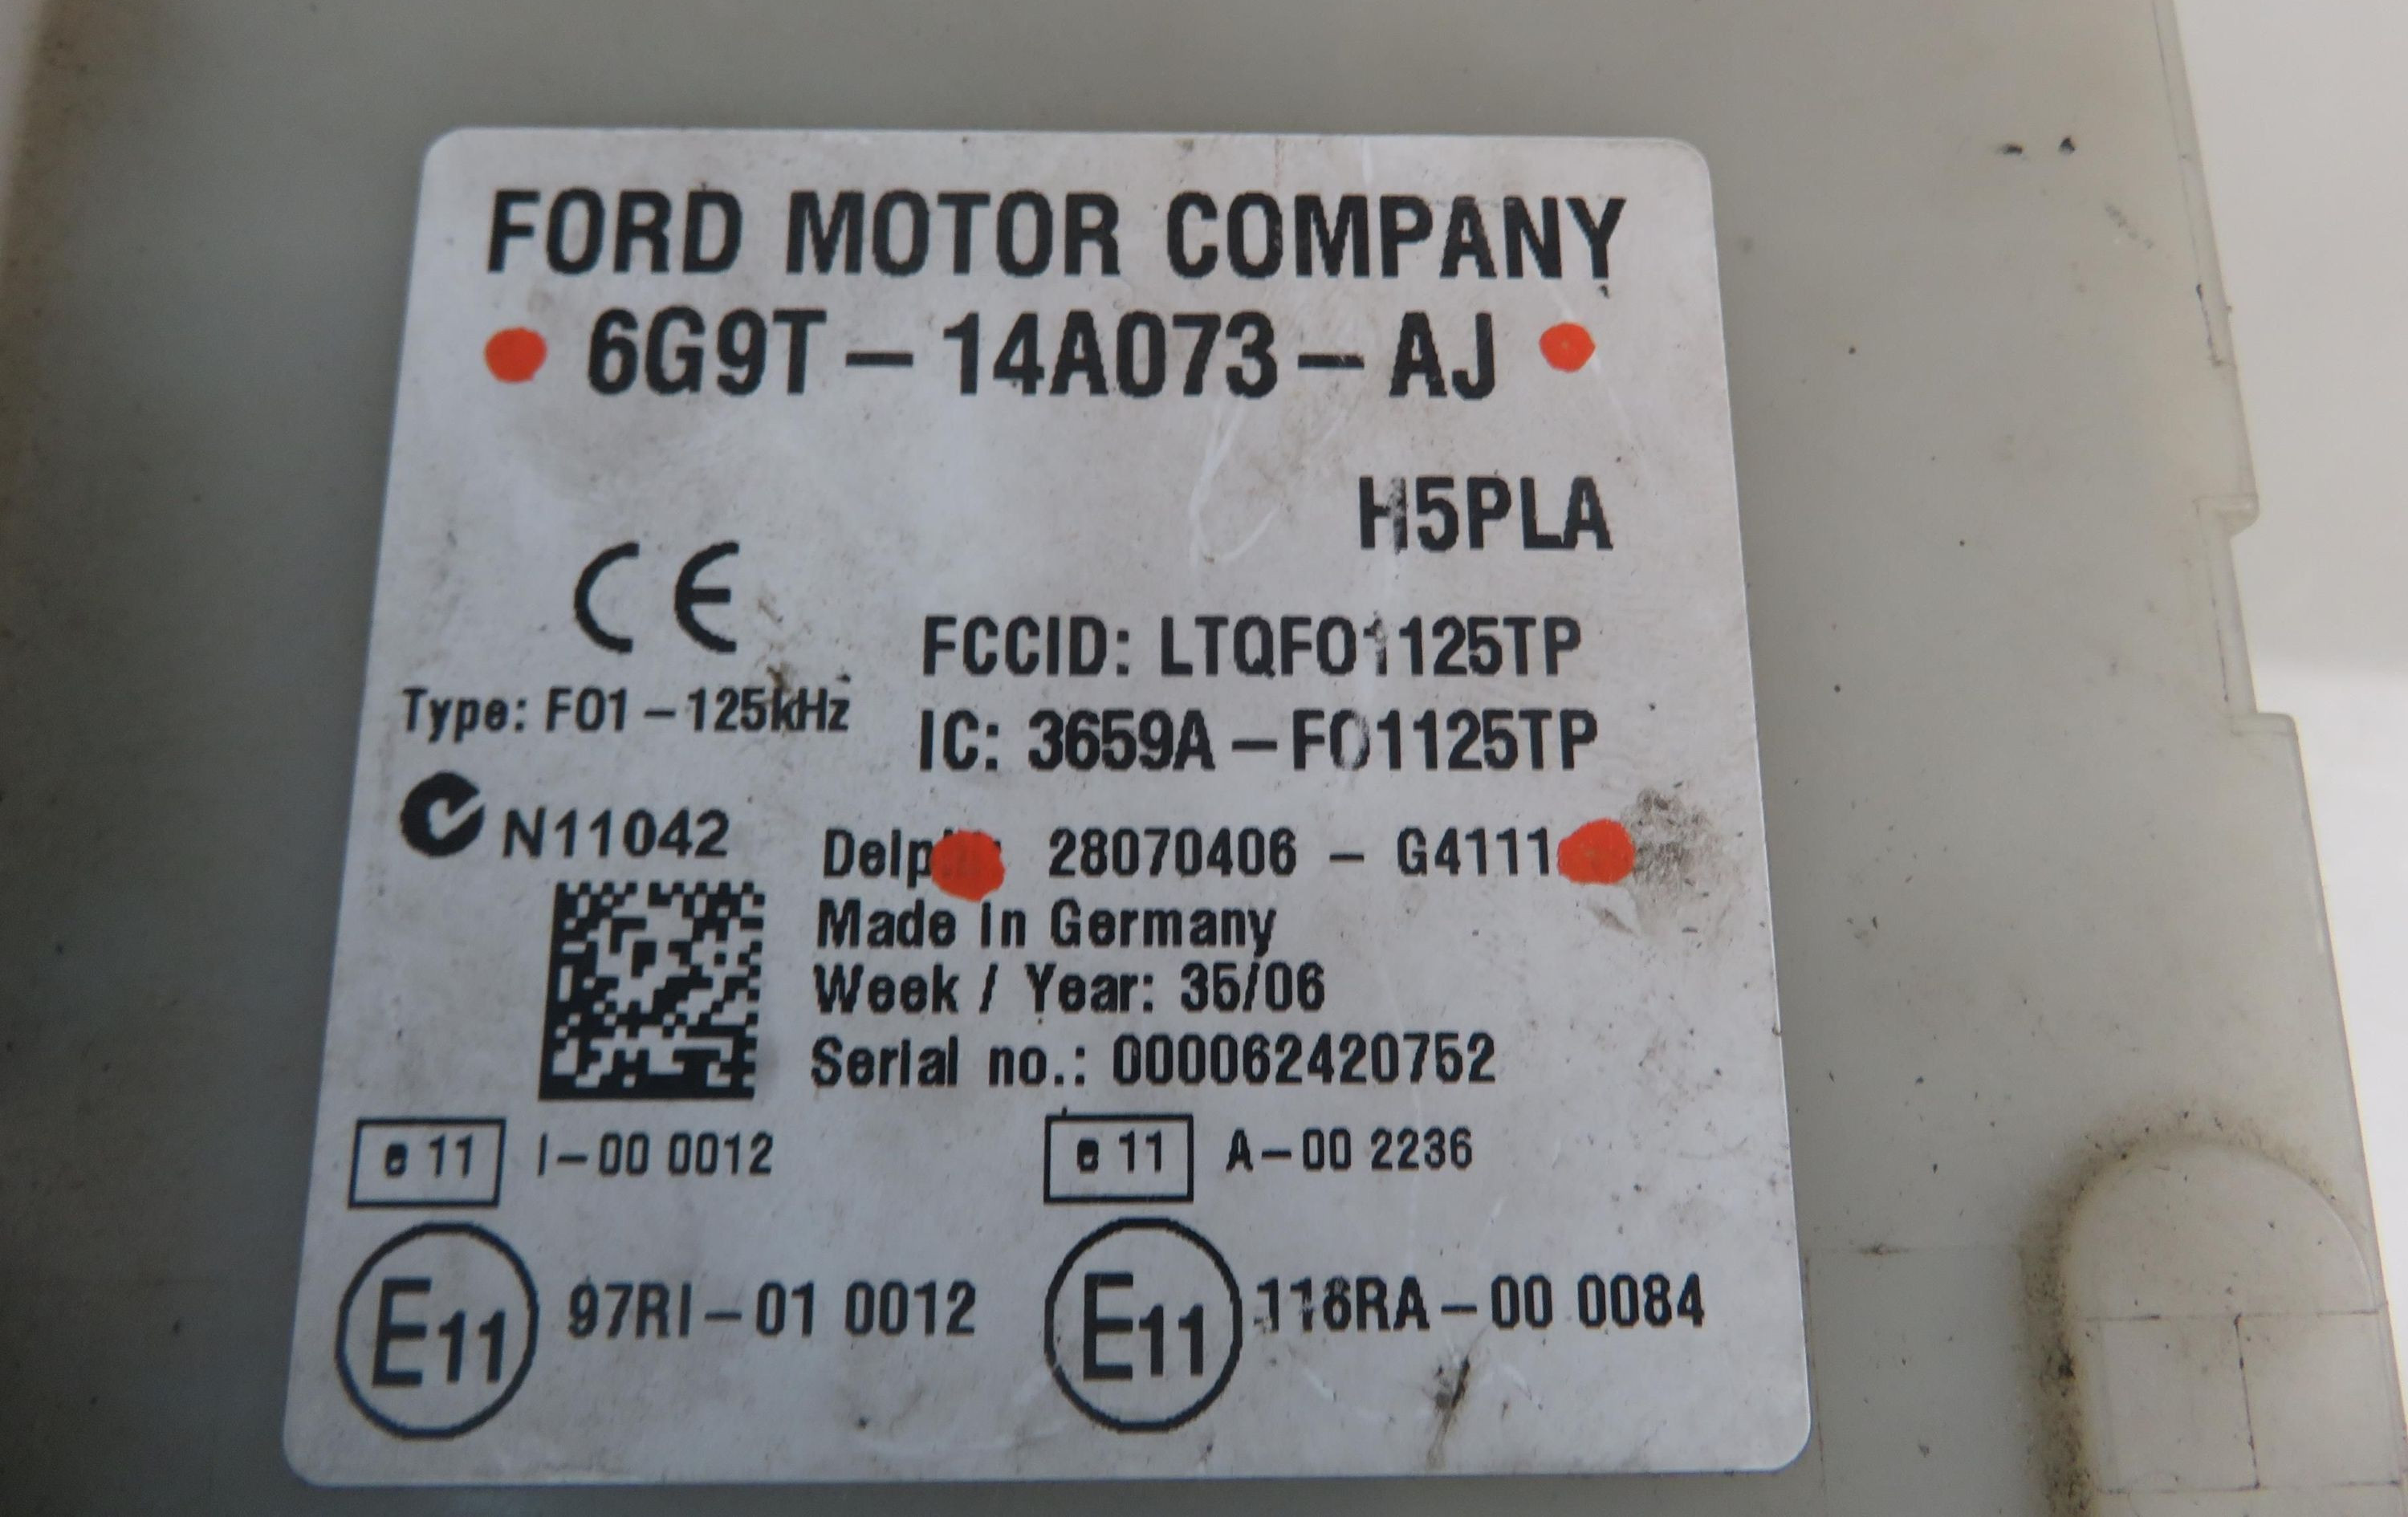 FORD MOTOR COMPANY
6G9T - 14A073 - AJ
H5PLA
CE
FCCID: LTQFO1125TP
Type: FO1 - 125kHz
IC: 3659A - FO1125TP
N11042
28070406 - G4111
Made in Germany
Week / Year: 35/06
Serial no.: 000062420752
e 11 I-00 0012
e 11 A-00 2236
E11 97RI-01 0012
E11 116RA-00 0084